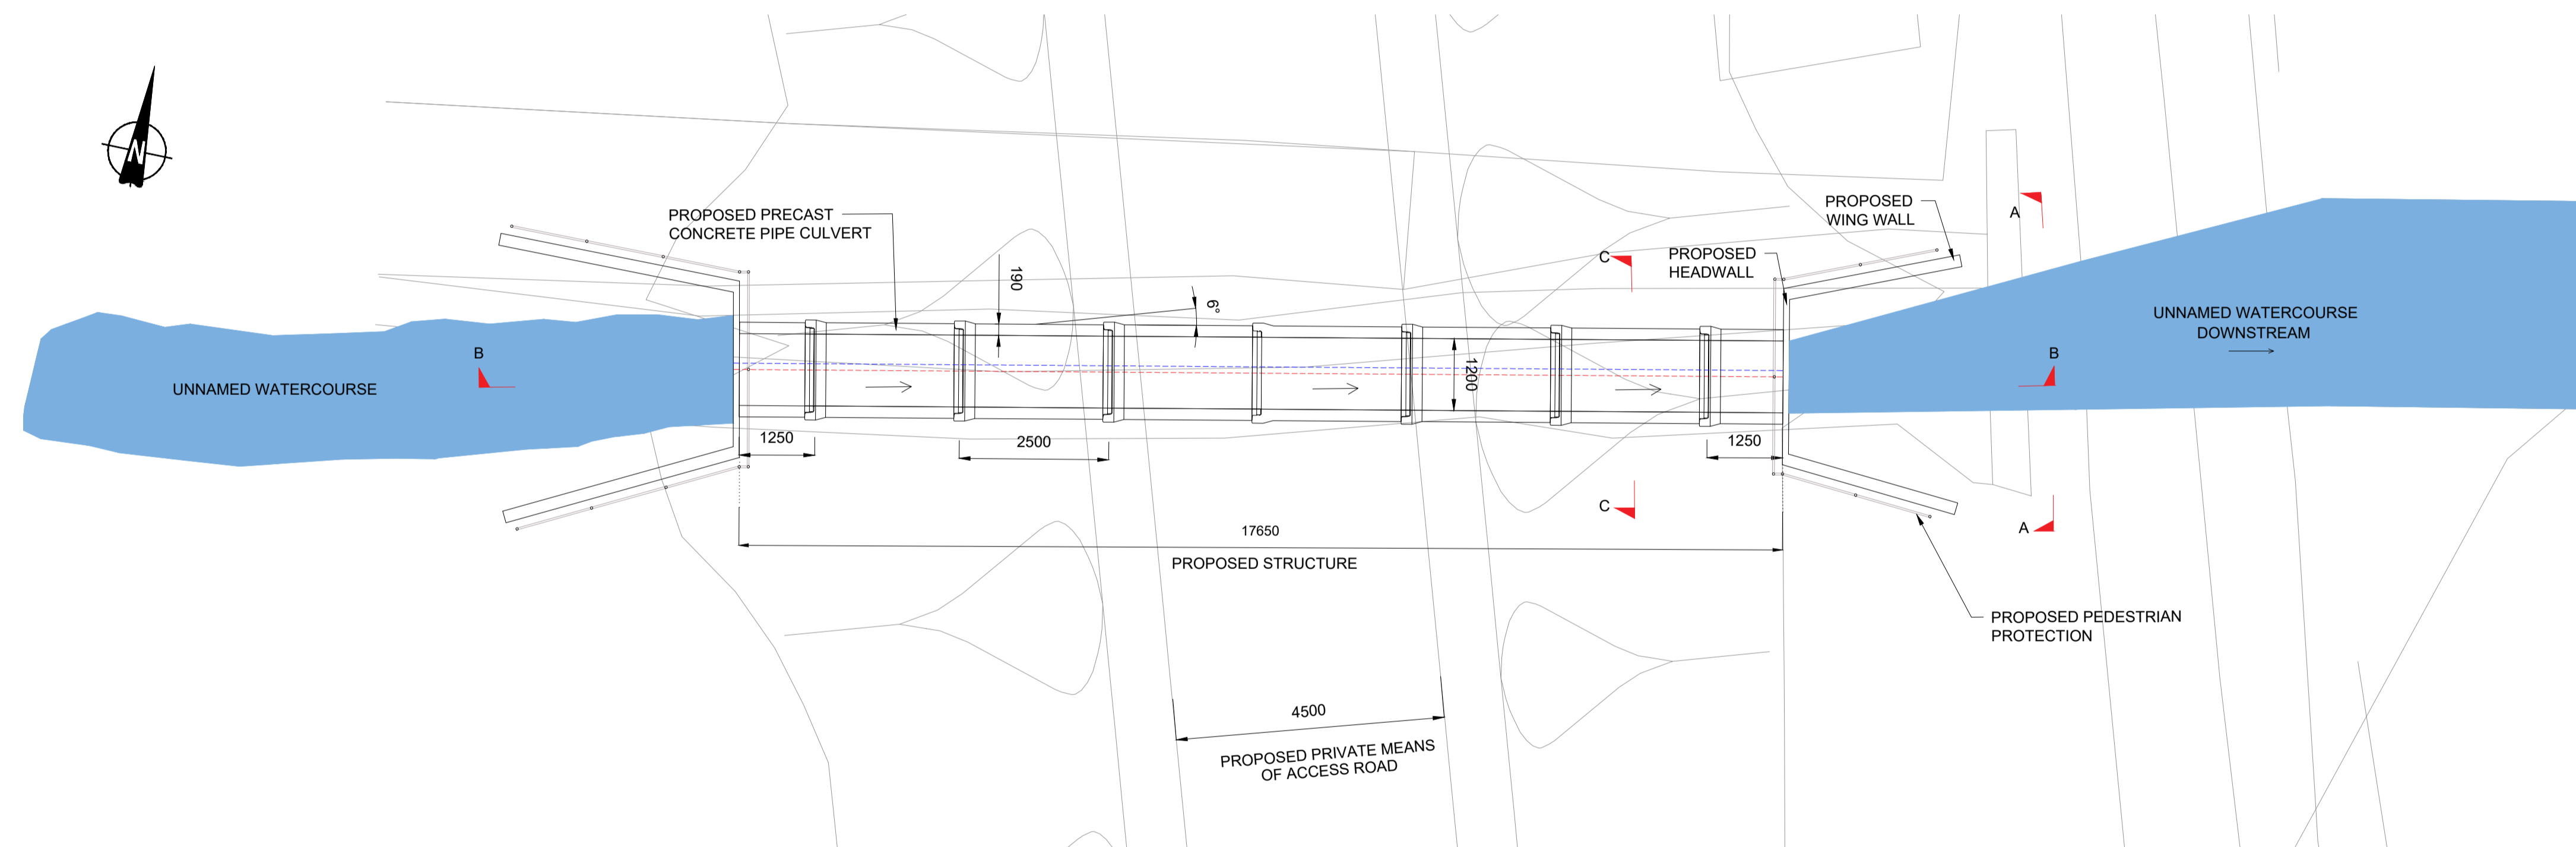 N
PROPOSED PRECAST
CONCRETE PIPE CULVERT
190
6°
C
PROPOSED
HEADWALL
PROPOSED
WING WALL
A
UNNAMED WATERCOURSE
DOWNSTREAM
B
UNNAMED WATERCOURSE
B
1200
1250
2500
1250
C
A
17650
PROPOSED STRUCTURE
PROPOSED PEDESTRIAN
PROTECTION
4500
PROPOSED PRIVATE MEANS
OF ACCESS ROAD